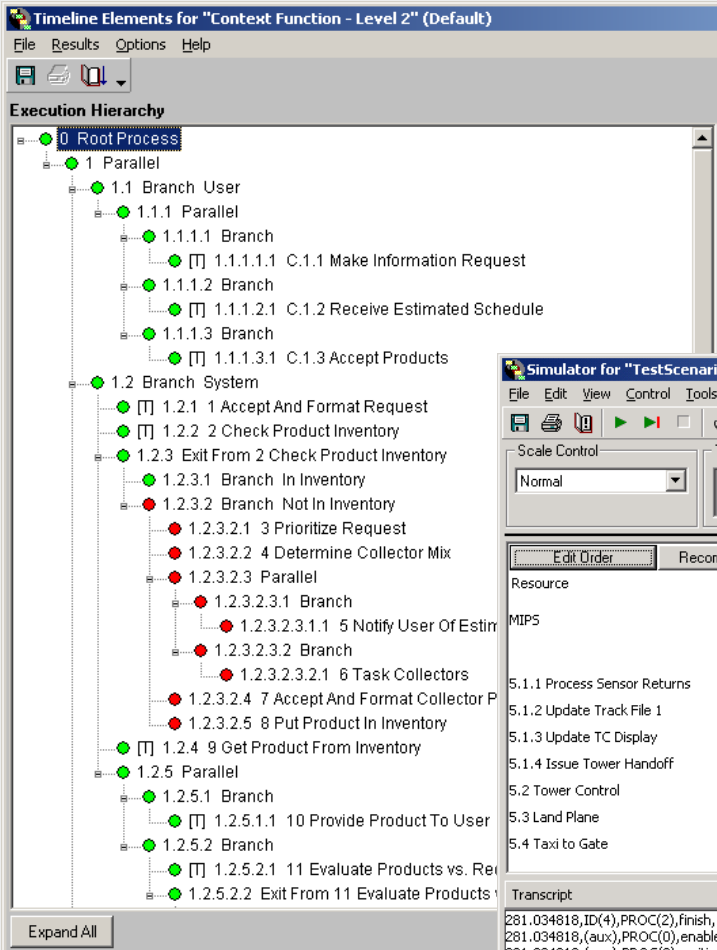 Timeline Elements for "Context Function - Level 2" (Default)
File Results Options Help
Execution Hierarchy
0 Root Process
1 Parallel
1.1 Branch User
1.1.1 Parallel
1.1.1.1 Branch
[T] 1.1.1.1.1 C.1.1 Make Information Request
1.1.1.2 Branch
[T] 1.1.1.2.1 C.1.2 Receive Estimated Schedule
1.1.1.3 Branch
[T] 1.1.1.3.1 C.1.3 Accept Products
1.2 Branch System
[T] 1.2.1 1 Accept And Format Request
[T] 1.2.2 2 Check Product Inventory
1.2.3 Exit From 2 Check Product Inventory
1.2.3.1 Branch In Inventory
1.2.3.2 Branch Not In Inventory
1.2.3.2.1 3 Prioritize Request
1.2.3.2.2 4 Determine Collector Mix
1.2.3.2.3 Parallel
1.2.3.2.3.1 Branch
1.2.3.2.3.1.1 5 Notify User Of Estim
1.2.3.2.3.2 Branch
1.2.3.2.3.2.1 6 Task Collectors
1.2.3.2.4 7 Accept And Format Collector P
1.2.3.2.5 8 Put Product In Inventory
[T] 1.2.4 9 Get Product From Inventory
1.2.5 Parallel
1.2.5.1 Branch
[T] 1.2.5.1.1 10 Provide Product To User
1.2.5.2 Branch
[T] 1.2.5.2.1 11 Evaluate Products vs. Re
1.2.5.2.2 Exit From 11 Evaluate Products
Expand All
Simulator for "TestScenari
File Edit View Control Tools
Scale Control
Normal
Edit Order
Recor
Resource
MIPS
5.1.1 Process Sensor Returns
5.1.2 Update Track File 1
5.1.3 Update TC Display
5.1.4 Issue Tower Handoff
5.2 Tower Control
5.3 Land Plane
5.4 Taxi to Gate
Transcript
281.034818,ID(4),PROC(2),finish,
281.034818,(aux),PROC(0),enable